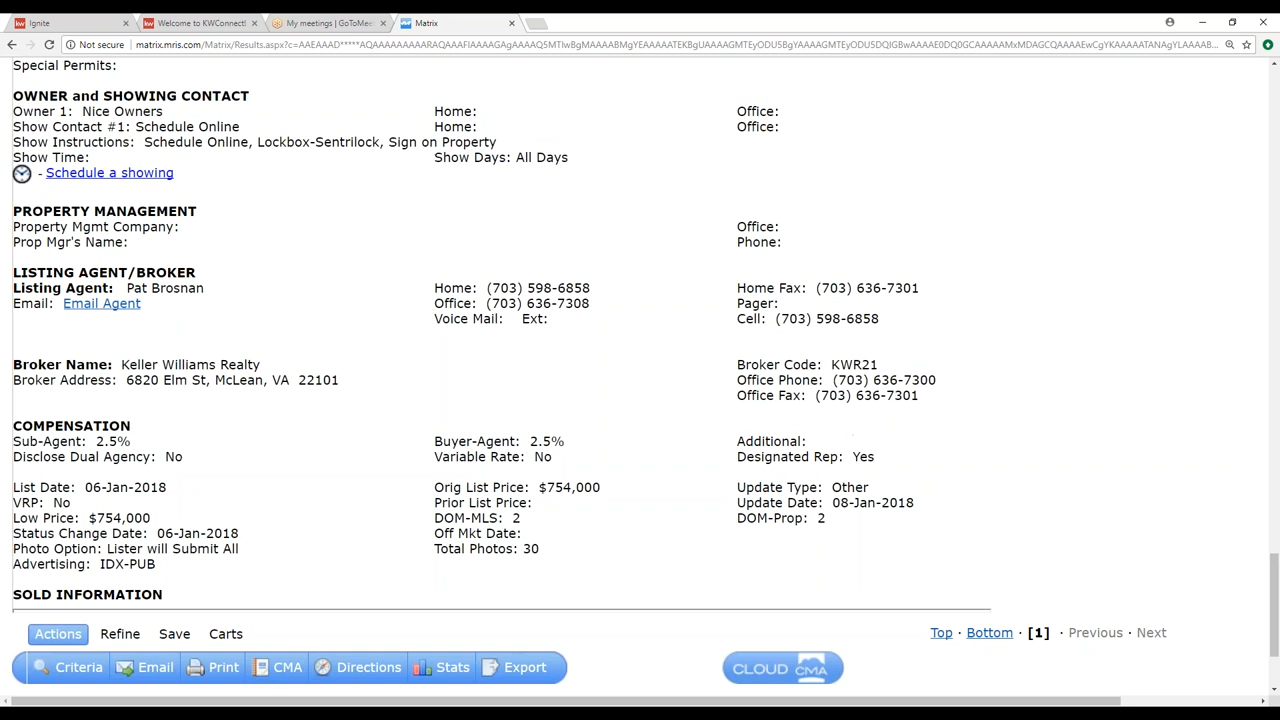 Ignite
Welcome to KWConnect!
My meetings | GoToMee
Matrix
Not secure
Special Permits:
OWNER and SHOWING CONTACT
Owner 1: Nice Owners Home: Office:
Show Contact #1: Schedule Online Home: Office:
Show Instructions: Schedule Online, Lockbox-Sentrilock, Sign on Property
Show Time: Show Days: All Days
- Schedule a showing
PROPERTY MANAGEMENT
Property Mgmt Company: Office:
Prop Mgr's Name: Phone:
LISTING AGENT/BROKER
Listing Agent: Pat Brosnan Home: (703) 598-6858 Home Fax: (703) 636-7301
Email: Email Agent Office: (703) 636-7308 Pager:
Voice Mail: Ext: Cell: (703) 598-6858
Broker Name: Keller Williams Realty Broker Code: KWR21
Broker Address: 6820 Elm St, McLean, VA 22101 Office Phone: (703) 636-7300
Office Fax: (703) 636-7301
COMPENSATION
Sub-Agent: 2.5% Buyer-Agent: 2.5% Additional:
Disclose Dual Agency: No Variable Rate: No Designated Rep: Yes
List Date: 06-Jan-2018 Orig List Price: $754,000 Update Type: Other
VRP: No Prior List Price: Update Date: 08-Jan-2018
Low Price: $754,000 DOM-MLS: 2 DOM-Prop: 2
Status Change Date: 06-Jan-2018 Off Mkt Date:
Photo Option: Lister will Submit All Total Photos: 30
Advertising: IDX-PUB
SOLD INFORMATION
Actions Refine Save Carts Top · Bottom · [1] · Previous · Next
Criteria Email Print CMA Directions Stats Export CLOUD CMA